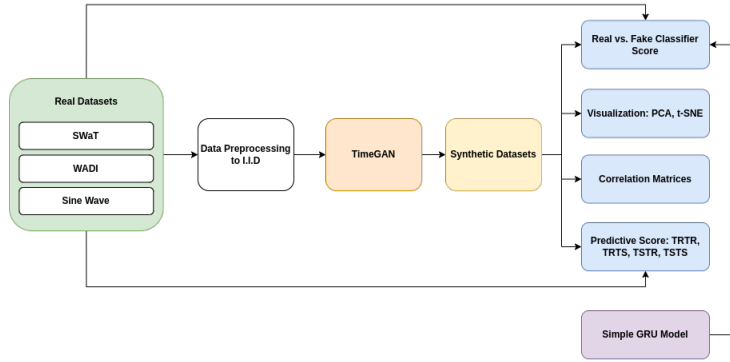 Real Datasets
SWaT
WADI
Sine Wave
Data Preprocessing
to I.I.D
TimeGAN
Synthetic Datasets
Real vs. Fake Classifier
Score
Visualization: PCA, t-SNE
Correlation Matrices
Predictive Score: TRTR,
TRTS, TSTR, TSTS
Simple GRU Model